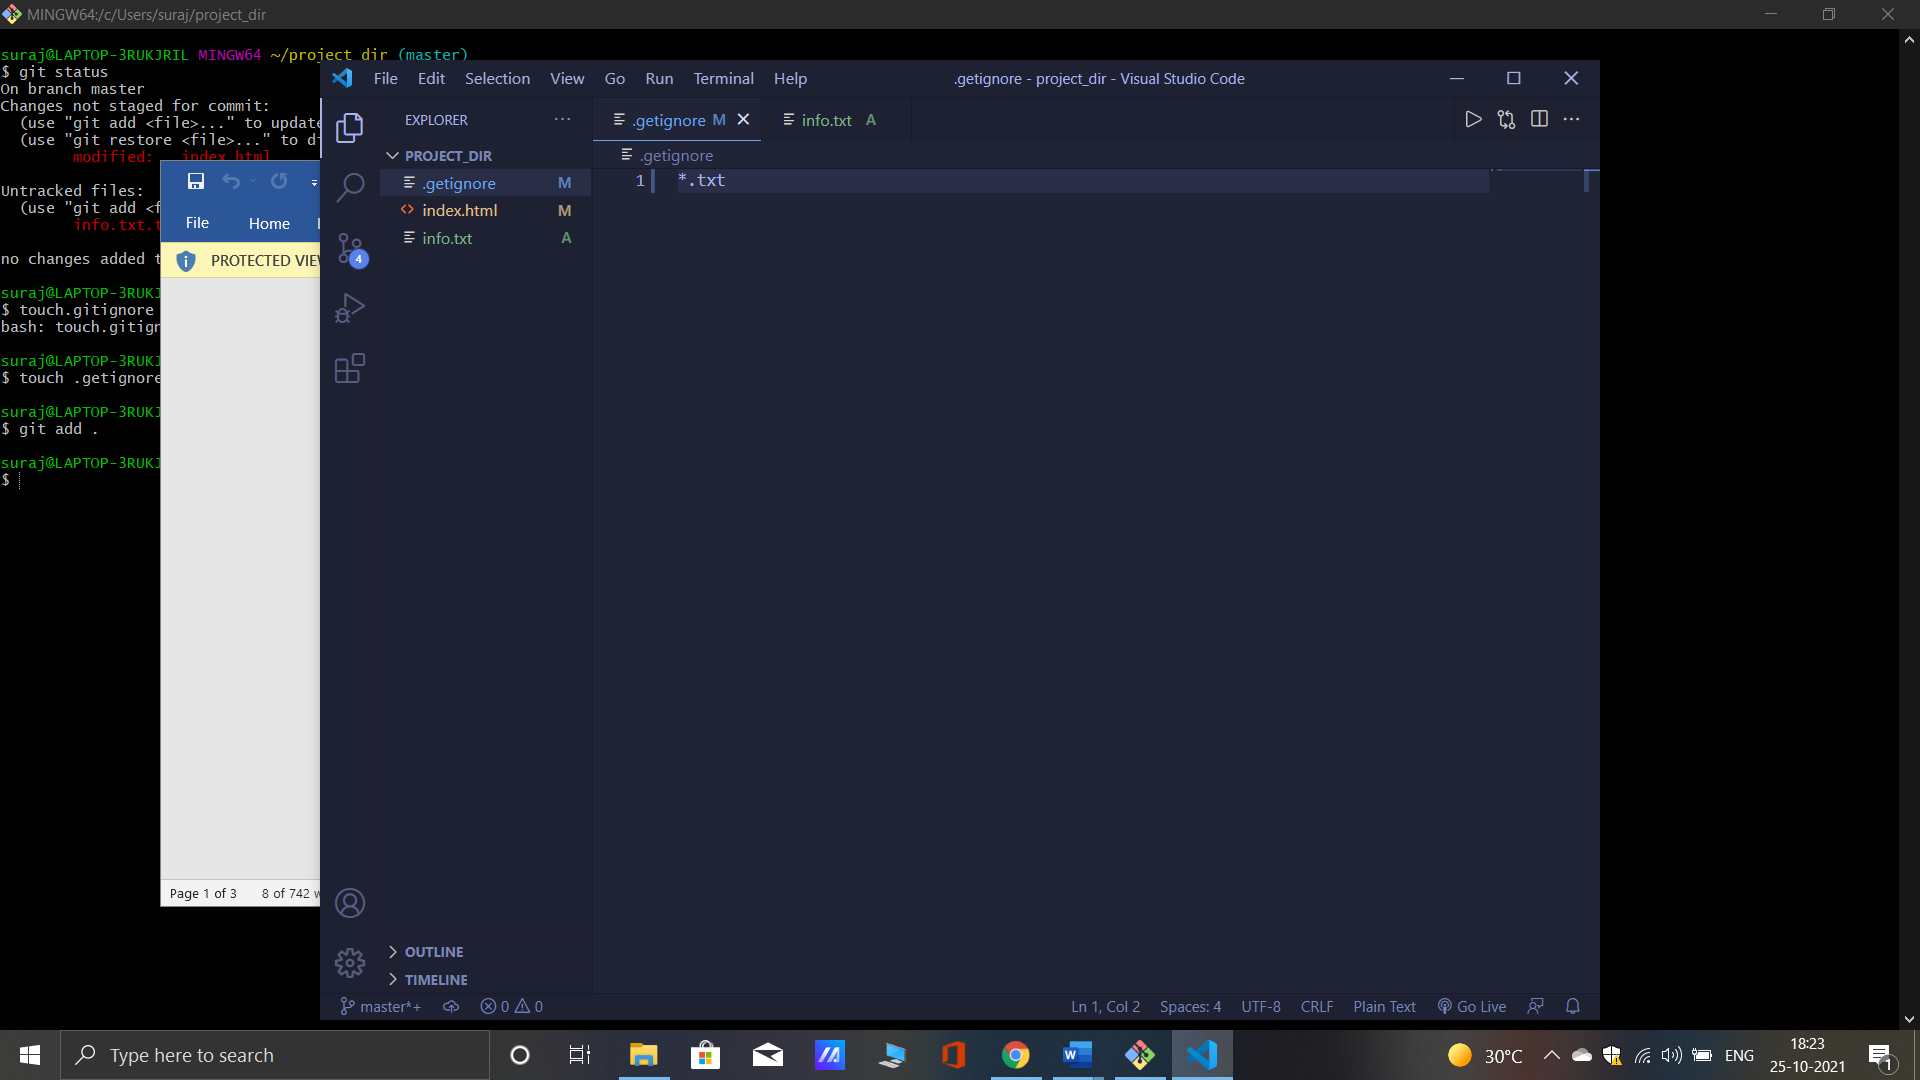 MINGW64:/c/Users/suraj/project_dir
suraj@LAPTOP-3RUKJRIL MINGW64 ~/project_dir (master)
$ git status
On branch master
Changes not staged for commit:
(use "git add <file>..." to update
(use "git restore <file>..." to d
modified: index.html
Untracked files:
(use "git add <f
info.txt.t
no changes added t
suraj@LAPTOP-3RUKJ
$ touch.gitignore
bash: touch.gitign
suraj@LAPTOP-3RUKJ
$ touch .getignore
suraj@LAPTOP-3RUKJ
$ git add .
suraj@LAPTOP-3RUKJ
$
File Home
PROTECTED VIE
Page 1 of 3 8 of 742 w
File Edit Selection View Go Run Terminal Help
.getignore - project_dir - Visual Studio Code
EXPLORER
PROJECT_DIR
.getignore M
index.html M
info.txt A
4
OUTLINE
TIMELINE
.getignore M info.txt A
.getignore
1 *.txt
master*+ 0 0
Ln 1, Col 2 Spaces: 4 UTF-8 CRLF Plain Text Go Live
Type here to search
30°C ENG
18:23
25-10-2021
1